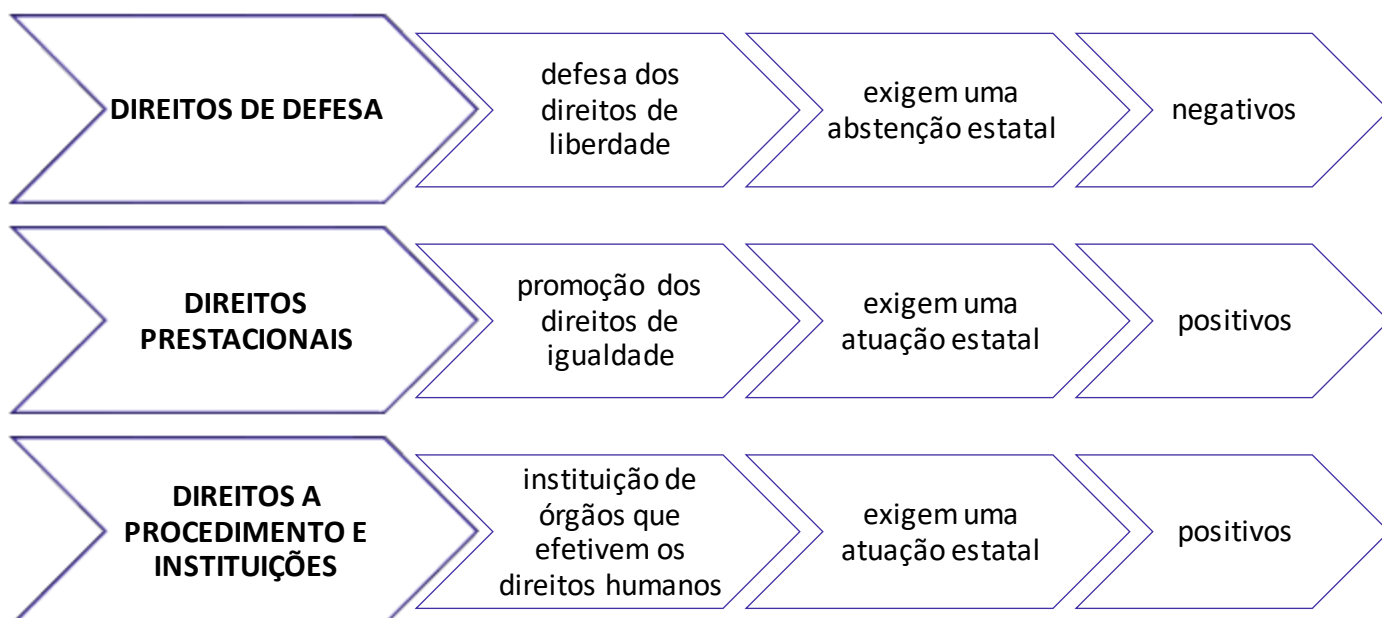 DIREITOS DE DEFESA
defesa dos
direitos de
liberdade
exigem uma
abstenção estatal
negativos
DIREITOS
PRESTACIONAIS
promoção dos
direitos de
igualdade
exigem uma
atuação estatal
positivos
DIREITOS A
PROCEDIMENTO E
INSTITUIÇÕES
instituição de
órgãos que
efetivem os
direitos humanos
exigem uma
atuação estatal
positivos